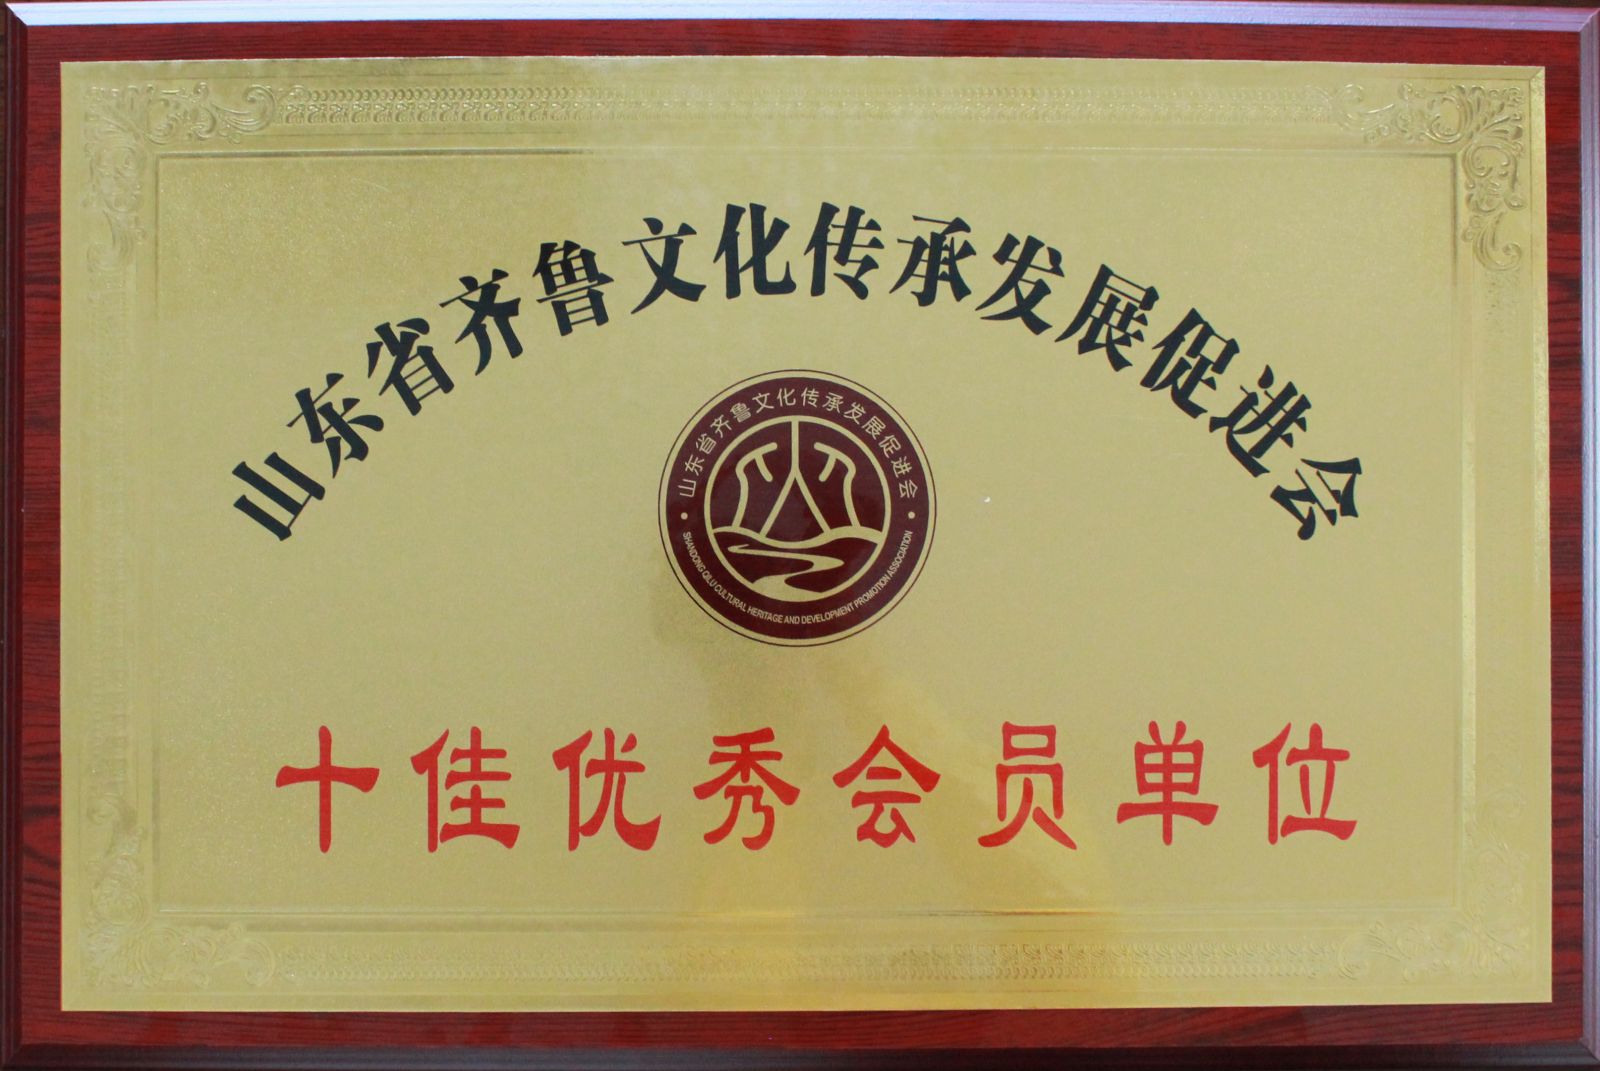 山东省齐鲁文化传承发展促进会
山东省齐鲁文化传承发展促进会
SHANDONG QILU CULTURAL HERITAGE AND DEVELOPMENT PROMOTION ASSOCIATION
十佳优秀会员单位